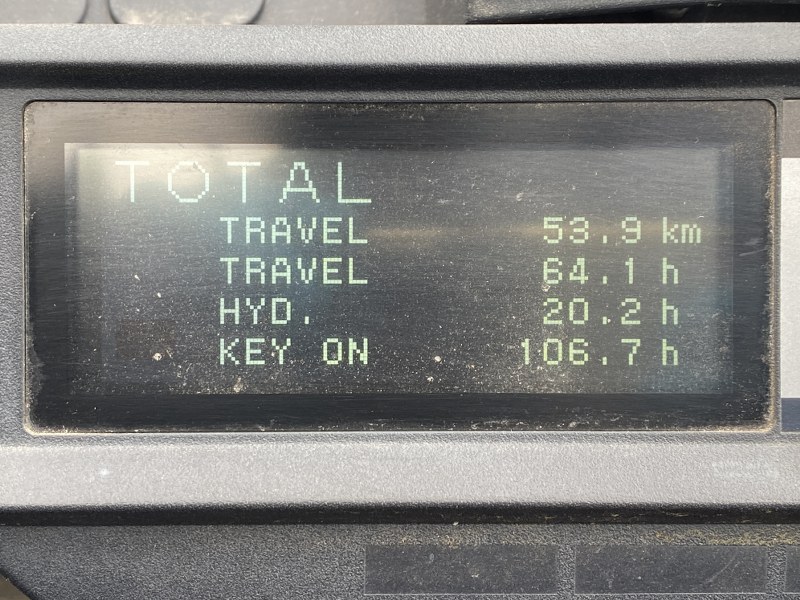 TOTAL
TRAVEL 53.9 km
TRAVEL 64.1 h
HYD. 20.2 h
KEY ON 106.7 h